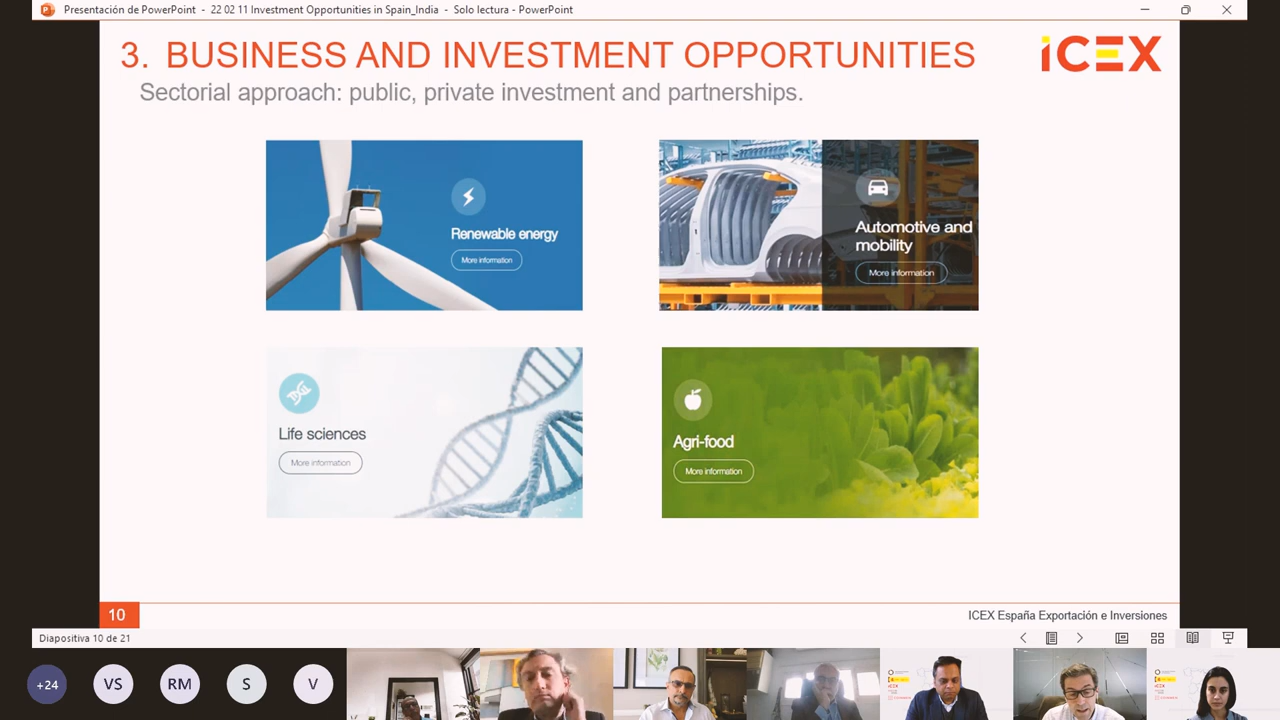 Presentación de PowerPoint - 22 02 11 Investment Opportunities in Spain_India - Solo lectura - PowerPoint
3. BUSINESS AND INVESTMENT OPPORTUNITIES
iCEX
Sectorial approach: public, private investment and partnerships.
Renewable energy
More information
Automotive and
mobility
More information
Life sciences
More information
Agri-food
More information
10
ICEX España Exportación e Inversiones
Diapositiva 10 de 21
+24
VS
RM
S
V